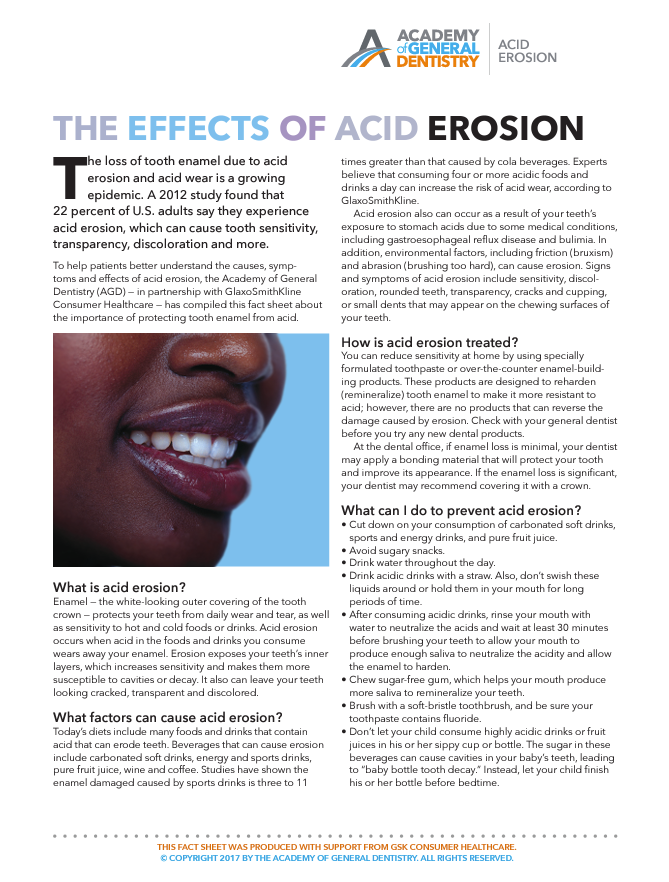 ACADEMY
of GENERAL
DENTISTRY
ACID
EROSION
THE EFFECTS OF ACID EROSION
The loss of tooth enamel due to acid
erosion and acid wear is a growing
epidemic. A 2012 study found that
22 percent of U.S. adults say they experience
acid erosion, which can cause tooth sensitivity,
transparency, discoloration and more.
To help patients better understand the causes, symp-
toms and effects of acid erosion, the Academy of General
Dentistry (AGD) — in partnership with GlaxoSmithKline
Consumer Healthcare — has compiled this fact sheet about
the importance of protecting tooth enamel from acid.
What is acid erosion?
Enamel — the white-looking outer covering of the tooth
crown — protects your teeth from daily wear and tear, as well
as sensitivity to hot and cold foods or drinks. Acid erosion
occurs when acid in the foods and drinks you consume
wears away your enamel. Erosion exposes your teeth's inner
layers, which increases sensitivity and makes them more
susceptible to cavities or decay. It also can leave your teeth
looking cracked, transparent and discolored.
What factors can cause acid erosion?
Today's diets include many foods and drinks that contain
acid that can erode teeth. Beverages that can cause erosion
include carbonated soft drinks, energy and sports drinks,
pure fruit juice, wine and coffee. Studies have shown the
enamel damaged caused by sports drinks is three to 11
times greater than that caused by cola beverages. Experts
believe that consuming four or more acidic foods and
drinks a day can increase the risk of acid wear, according to
GlaxoSmithKline.
Acid erosion also can occur as a result of your teeth's
exposure to stomach acids due to some medical conditions,
including gastroesophageal reflux disease and bulimia. In
addition, environmental factors, including friction (bruxism)
and abrasion (brushing too hard), can cause erosion. Signs
and symptoms of acid erosion include sensitivity, discol-
oration, rounded teeth, transparency, cracks and cupping,
or small dents that may appear on the chewing surfaces of
your teeth.
How is acid erosion treated?
You can reduce sensitivity at home by using specially
formulated toothpaste or over-the-counter enamel-build-
ing products. These products are designed to reharden
(remineralize) tooth enamel to make it more resistant to
acid; however, there are no products that can reverse the
damage caused by erosion. Check with your general dentist
before you try any new dental products.
At the dental office, if enamel loss is minimal, your dentist
may apply a bonding material that will protect your tooth
and improve its appearance. If the enamel loss is significant,
your dentist may recommend covering it with a crown.
What can I do to prevent acid erosion?
• Cut down on your consumption of carbonated soft drinks,
sports and energy drinks, and pure fruit juice.
• Avoid sugary snacks.
• Drink water throughout the day.
• Drink acidic drinks with a straw. Also, don't swish these
liquids around or hold them in your mouth for long
periods of time.
• After consuming acidic drinks, rinse your mouth with
water to neutralize the acids and wait at least 30 minutes
before brushing your teeth to allow your mouth to
produce enough saliva to neutralize the acidity and allow
the enamel to harden.
• Chew sugar-free gum, which helps your mouth produce
more saliva to remineralize your teeth.
• Brush with a soft-bristle toothbrush, and be sure your
toothpaste contains fluoride.
• Don't let your child consume highly acidic drinks or fruit
juices in his or her sippy cup or bottle. The sugar in these
beverages can cause cavities in your baby's teeth, leading
to "baby bottle tooth decay." Instead, let your child finish
his or her bottle before bedtime.
THIS FACT SHEET WAS PRODUCED WITH SUPPORT FROM GSK CONSUMER HEALTHCARE.
© COPYRIGHT 2017 BY THE ACADEMY OF GENERAL DENTISTRY. ALL RIGHTS RESERVED.